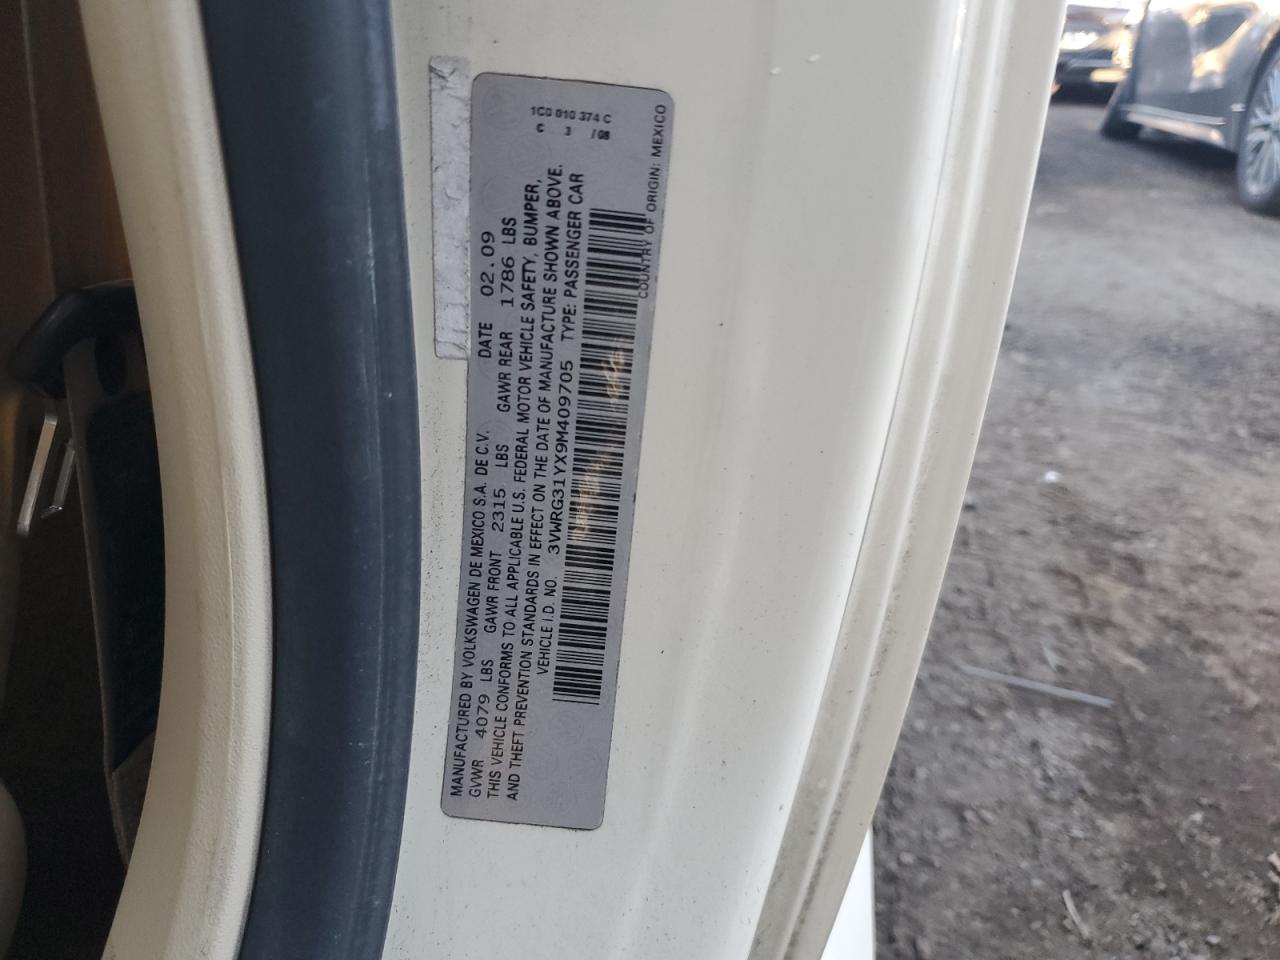 1C0 010 374 C
C 3 /08
MANUFACTURED BY VOLKSWAGEN DE MEXICO S.A. DE C.V. DATE 02.09
GVWR 4079 LBS GAWR FRONT 2315 LBS GAWR REAR 1786 LBS
THIS VEHICLE CONFORMS TO ALL APPLICABLE U.S. FEDERAL MOTOR VEHICLE SAFETY, BUMPER,
AND THEFT PREVENTION STANDARDS IN EFFECT ON THE DATE OF MANUFACTURE SHOWN ABOVE.
VEHICLE I.D. NO. 3VWRG31YX9M409705 TYPE: PASSENGER CAR
COUNTRY OF ORIGIN: MEXICO